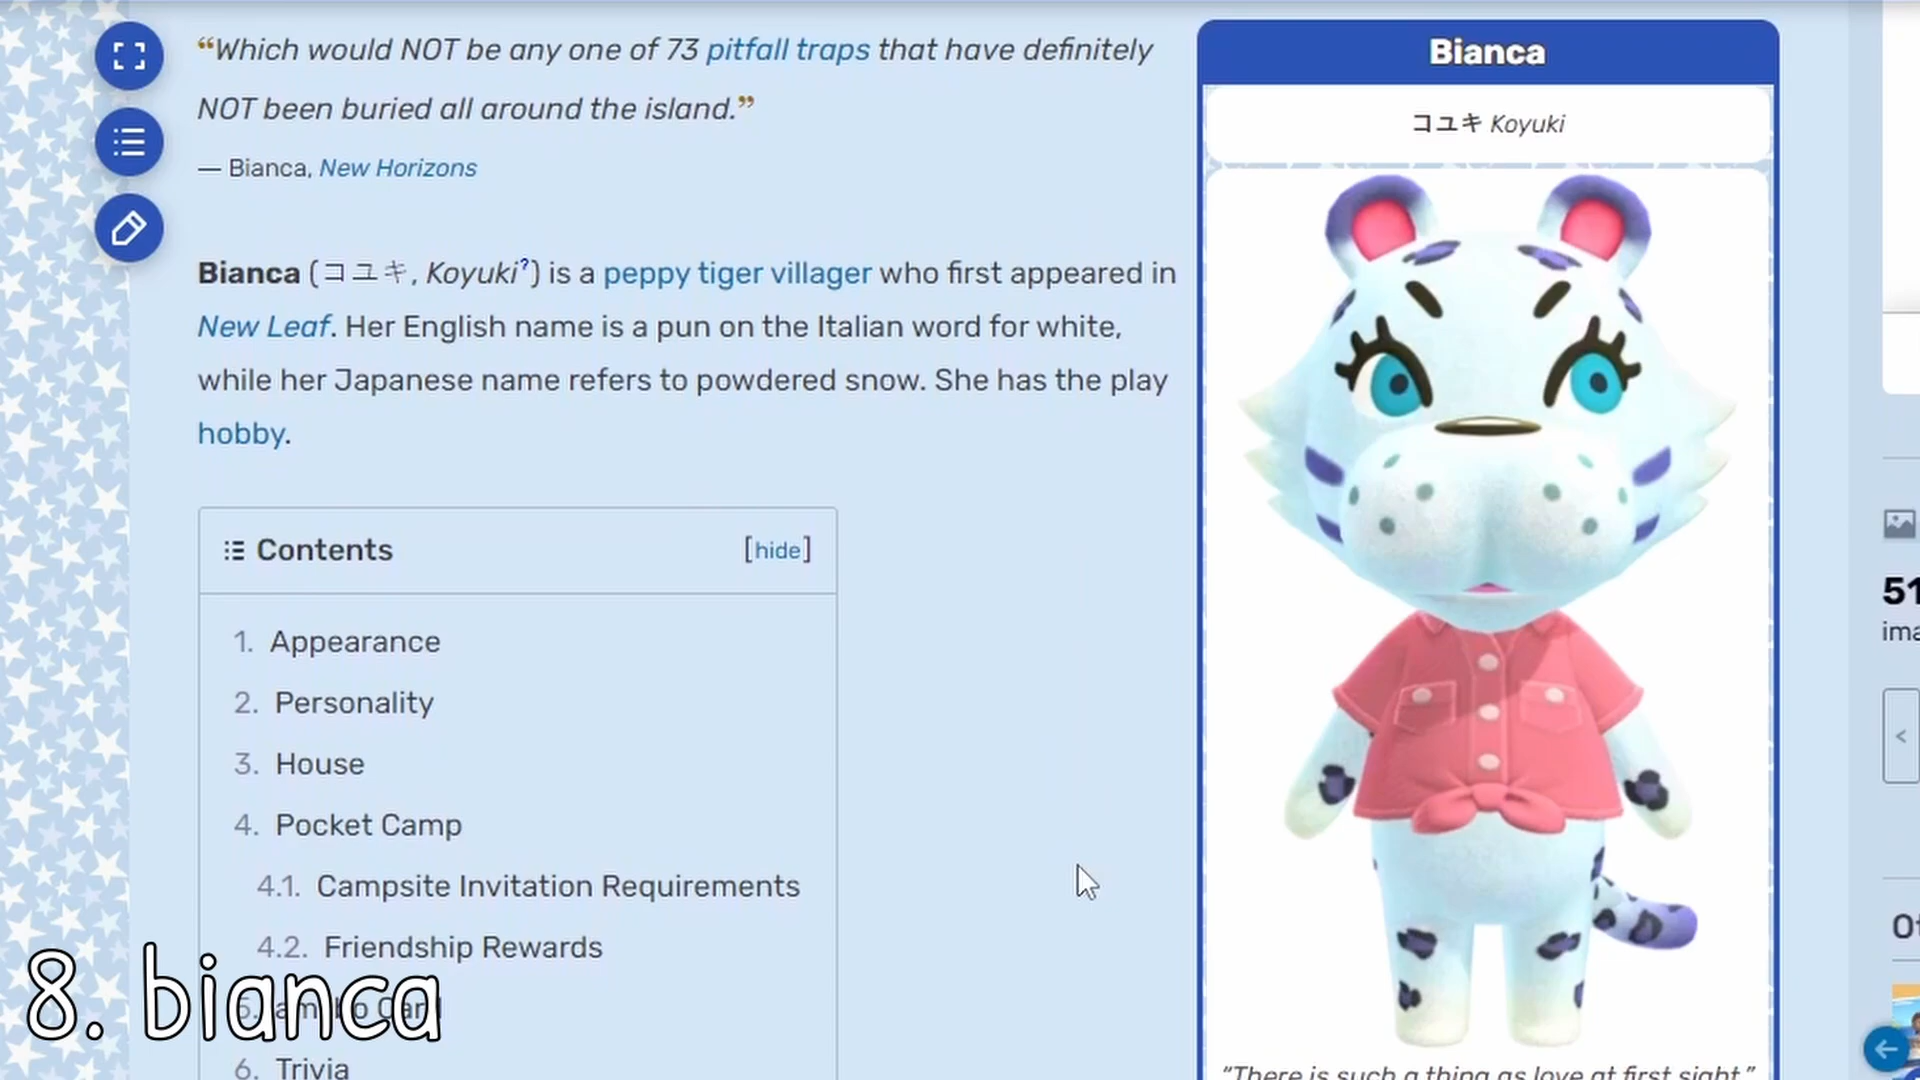 “Which would NOT be any one of 73 pitfall traps that have definitely
NOT been buried all around the island.”
— Bianca, New Horizons
Bianca (コユキ, Koyuki?) is a peppy tiger villager who first appeared in
New Leaf. Her English name is a pun on the Italian word for white,
while her Japanese name refers to powdered snow. She has the play
hobby.
Contents [hide]
1. Appearance
2. Personality
3. House
4. Pocket Camp
4.1. Campsite Invitation Requirements
4.2. Friendship Rewards
6. Trivia
8. bianca
Bianca
コユキ Koyuki
“There is such a thing as love at first sight.”
51